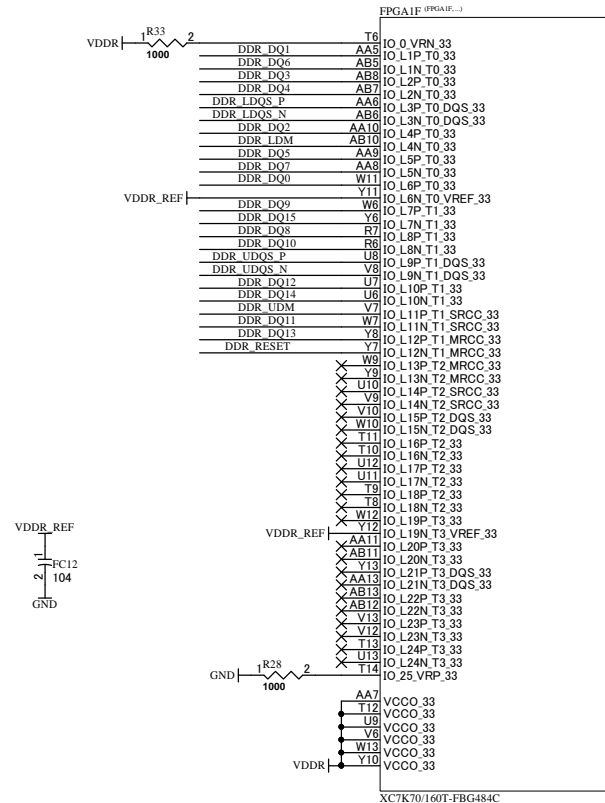 FPGA1F (FPGA1F, ...)
R33
VDDR 1 2 T6 IO_0_VRN_33
1000
DDR_DQ1 AA5 IO_L1P_T0_33
DDR_DQ6 AB5 IO_L1N_T0_33
DDR_DQ3 AB8 IO_L2P_T0_33
DDR_DQ4 AB7 IO_L2N_T0_33
DDR_LDQS_P AA6 IO_L3P_T0_DQS_33
DDR_LDQS_N AB6 IO_L3N_T0_DQS_33
DDR_DQ2 AA10 IO_L4P_T0_33
DDR_LDM AB10 IO_L4N_T0_33
DDR_DQ5 AA9 IO_L5P_T0_33
DDR_DQ7 AA8 IO_L5N_T0_33
DDR_DQ0 W11 IO_L6P_T0_33
VDDR_REF Y11 IO_L6N_T0_VREF_33
DDR_DQ9 W6 IO_L7P_T1_33
DDR_DQ15 Y6 IO_L7N_T1_33
DDR_DQ8 R7 IO_L8P_T1_33
DDR_DQ10 R6 IO_L8N_T1_33
DDR_UDQS_P U8 IO_L9P_T1_DQS_33
DDR_UDQS_N V8 IO_L9N_T1_DQS_33
DDR_DQ12 U7 IO_L10P_T1_33
DDR_DQ14 U6 IO_L10N_T1_33
DDR_UDM V7 IO_L11P_T1_SRCC_33
DDR_DQ11 W7 IO_L11N_T1_SRCC_33
DDR_DQ13 Y8 IO_L12P_T1_MRCC_33
DDR_RESET Y7 IO_L12N_T1_MRCC_33
W9 IO_L13P_T2_MRCC_33
Y9 IO_L13N_T2_MRCC_33
U10 IO_L14P_T2_SRCC_33
V9 IO_L14N_T2_SRCC_33
V10 IO_L15P_T2_DQS_33
W10 IO_L15N_T2_DQS_33
T11 IO_L16P_T2_33
T10 IO_L16N_T2_33
U12 IO_L17P_T2_33
U11 IO_L17N_T2_33
T9 IO_L18P_T2_33
T8 IO_L18N_T2_33
W12 IO_L19P_T3_33
VDDR_REF Y12 IO_L19N_T3_VREF_33
AA11 IO_L20P_T3_33
AB11 IO_L20N_T3_33
Y13 IO_L21P_T3_DQS_33
AA13 IO_L21N_T3_DQS_33
AB13 IO_L22P_T3_33
AB12 IO_L22N_T3_33
V13 IO_L23P_T3_33
V12 IO_L23N_T3_33
T13 IO_L24P_T3_33
U13 IO_L24N_T3_33
VDDR_REF
1
FC12
2 104
GND
R28
GND 1 2 T14 IO_25_VRP_33
1000
AA7 VCCO_33
T12 VCCO_33
U9 VCCO_33
V6 VCCO_33
W13 VCCO_33
VDDR Y10 VCCO_33
XC7K70/160T-FBG484C